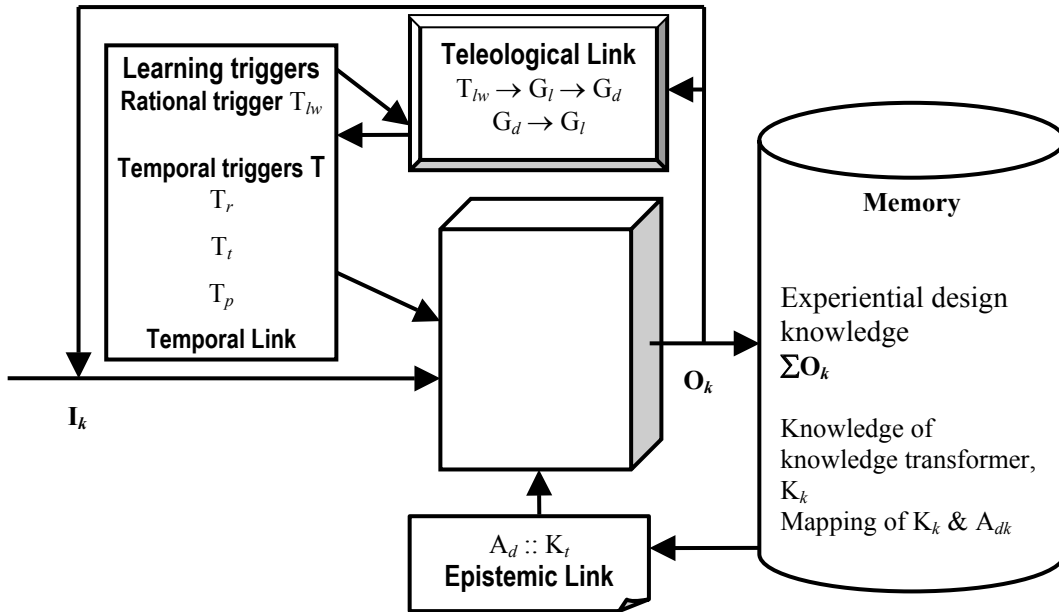 Learning triggers
Rational trigger T_lw
Temporal triggers T
T_r
T_t
T_p
Temporal Link
Teleological Link
T_lw → G_l → G_d
G_d → G_l
I_k
O_k
A_d :: K_t
Epistemic Link
Memory
Experiential design
knowledge
ΣO_k
Knowledge of
knowledge transformer,
K_k
Mapping of K_k & A_dk